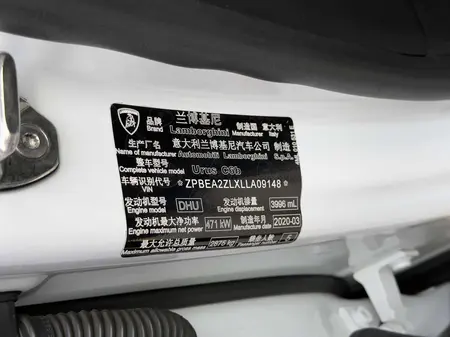 品牌 兰博基尼 制造国 意大利
Brand Lamborghini Manufacturer Italy
生产厂名 意大利兰博基尼汽车公司 制造
Name of manufacturer Automobili Lamborghini S.p.A.
整车型号 Urus C6b
Complete vehicle model
车辆识别代号 ☆ZPBEA2ZLXLLA09148☆
VIN
发动机型号 DHU 发动机排量 3996 mL
Engine model Engine displacement
发动机最大净功率 471 kW 制造年月 2020-03
Engine maximum net power Manufacture date
最大允许总质量 2875 kg 乘坐人数
Maximum allowable gross mass